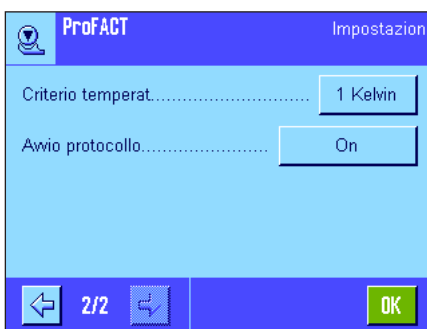 ProFACT Impostazion
Criterio temperat.............................. 1 Kelvin
Avvio protocollo........................ On
2/2 OK